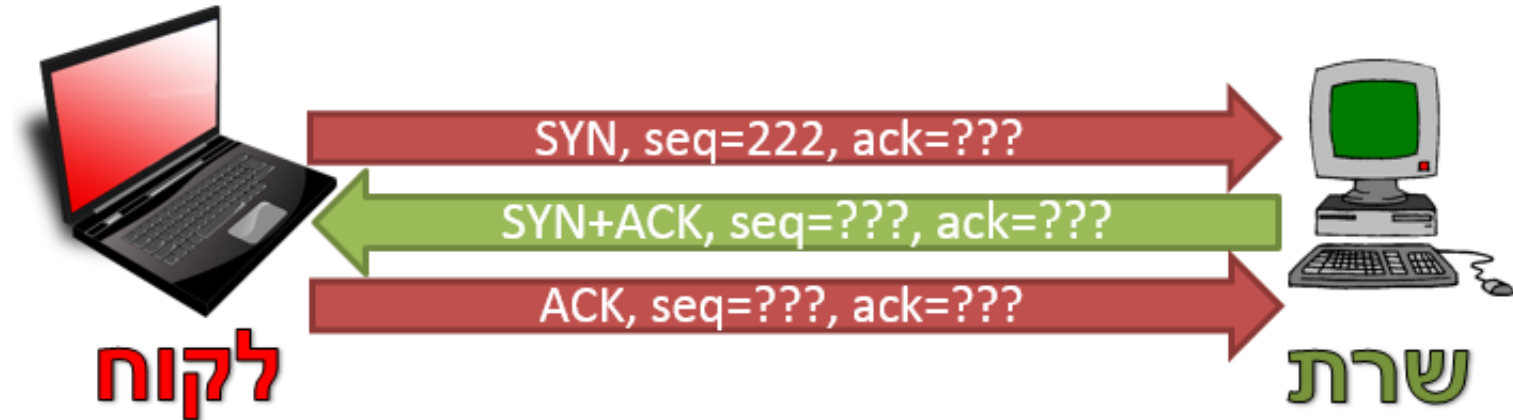 SYN, seq=222, ack=???
SYN+ACK, seq=???, ack=???
ACK, seq=???, ack=???
לקוח
שרת